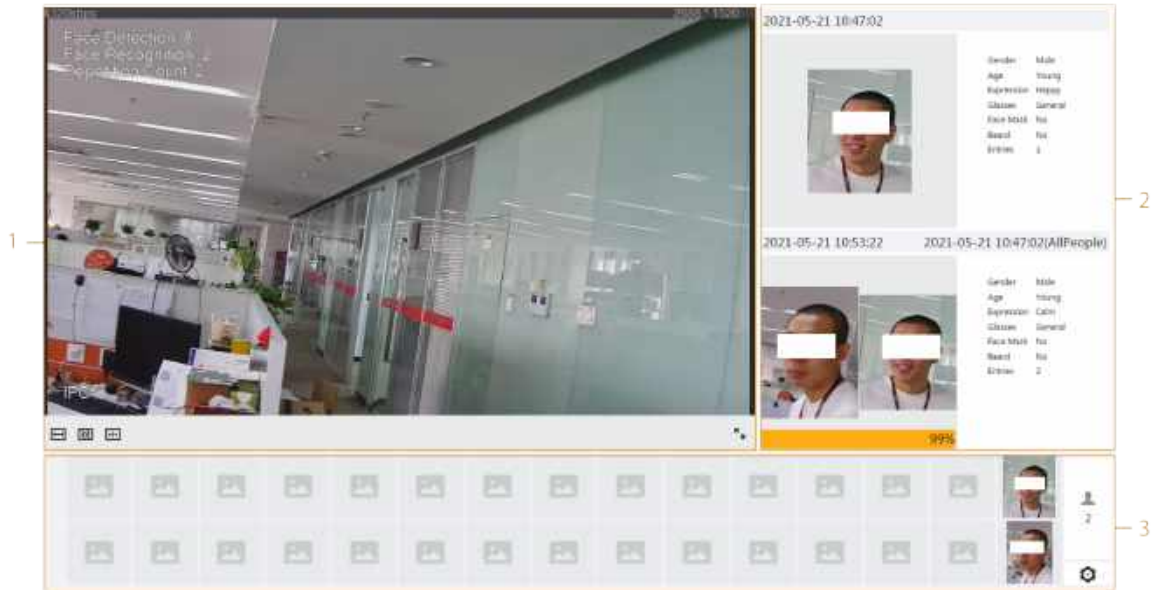 Face Detection: 8
Face Recognition: 2
2021-05-21 10:47:02
Gender Male
Age Young
Expression Happy
Glasses General
Face Mask No
Beard No
Entries 1
2
1
2021-05-21 10:53:22 2021-05-21 10:47:02(AllPeople)
Gender Male
Age Young
Expression Calm
Glasses General
Face Mask No
Beard No
Entries 2
IPC
99%
2
3